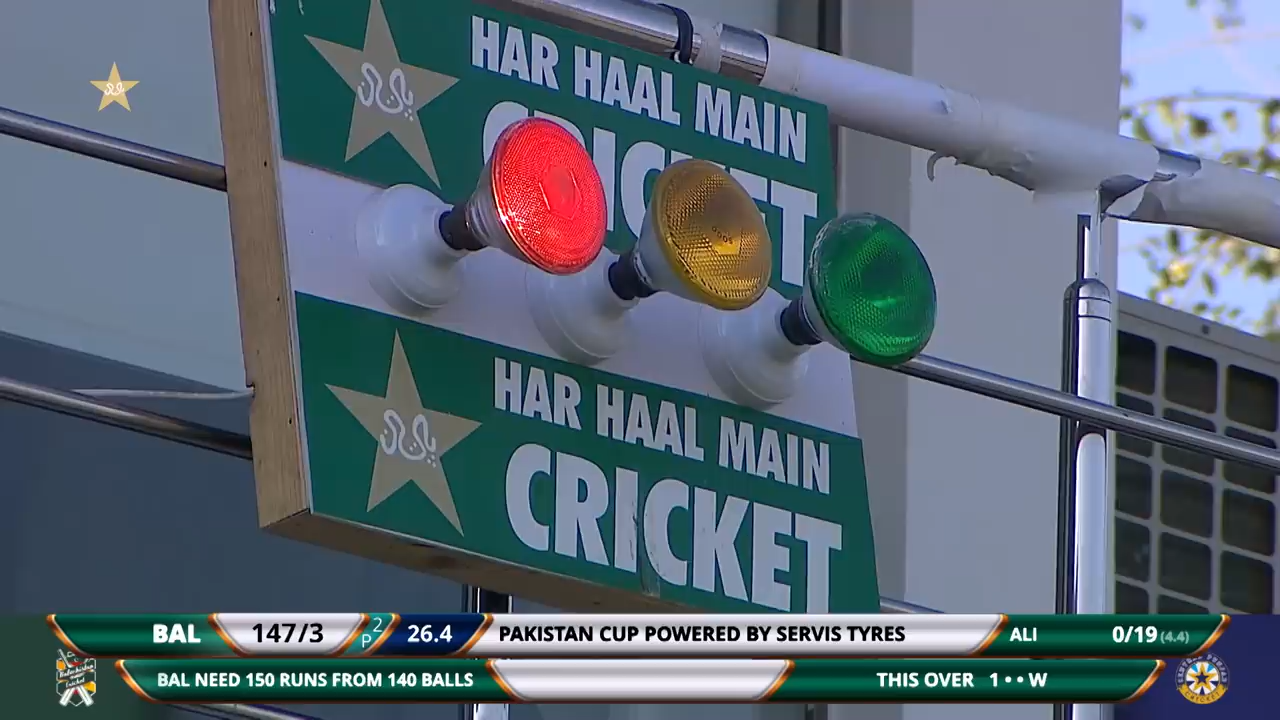 HAR HAAL MAIN
CRICKET
HAR HAAL MAIN
CRICKET
BAL 147/3 P2 26.4 PAKISTAN CUP POWERED BY SERVIS TYRES ALI 0/19 (4.4)
BAL NEED 150 RUNS FROM 140 BALLS THIS OVER 1 • • W